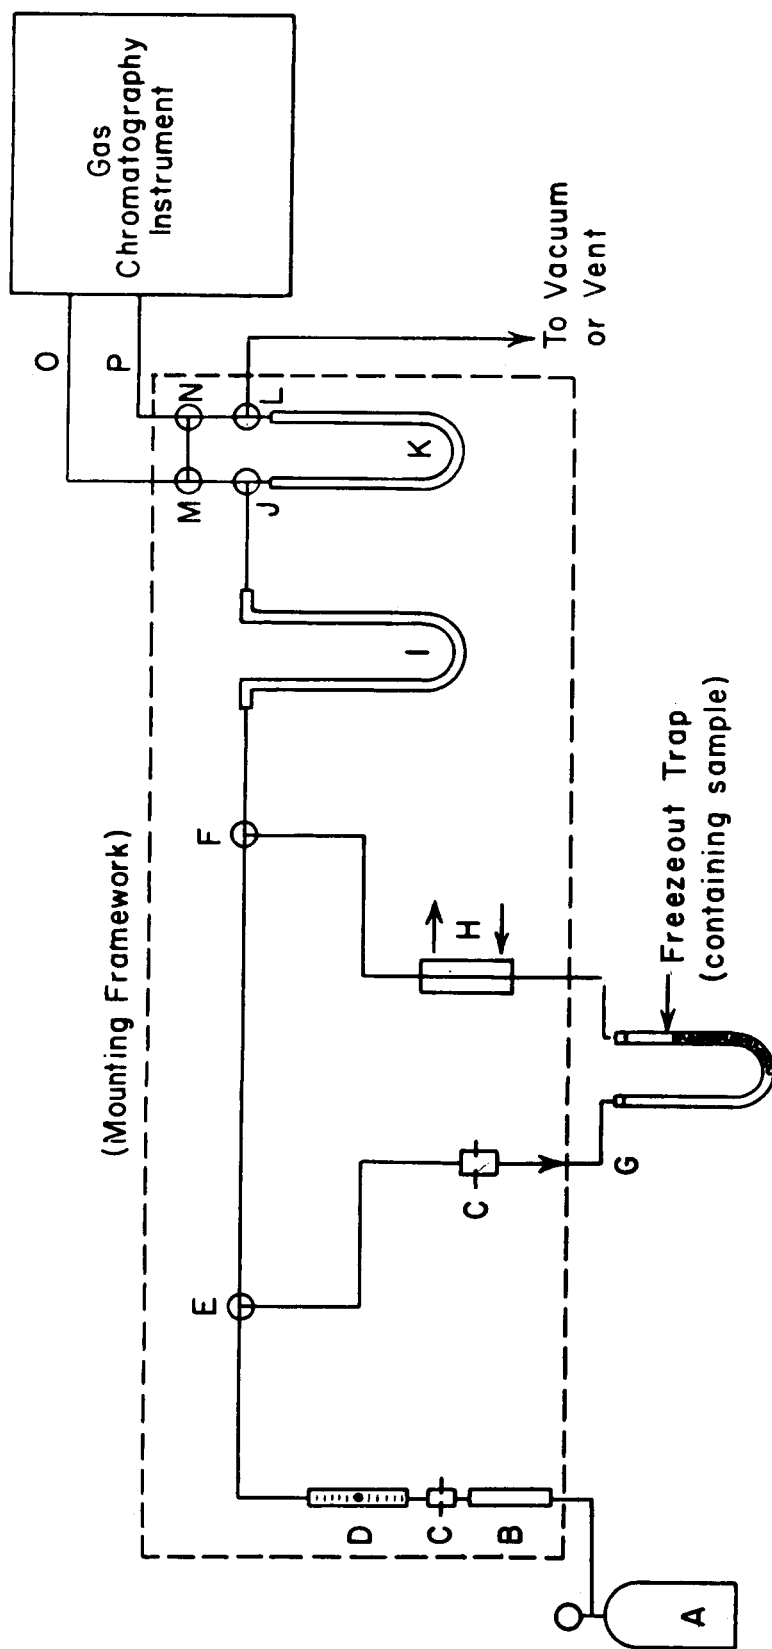 Gas
Chromatography
Instrument
O
P
(Mounting Framework)
M
N
J
L
K
To Vacuum
or Vent
I
F
H
Freezeout Trap
(containing sample)
E
C
G
D
C
B
A